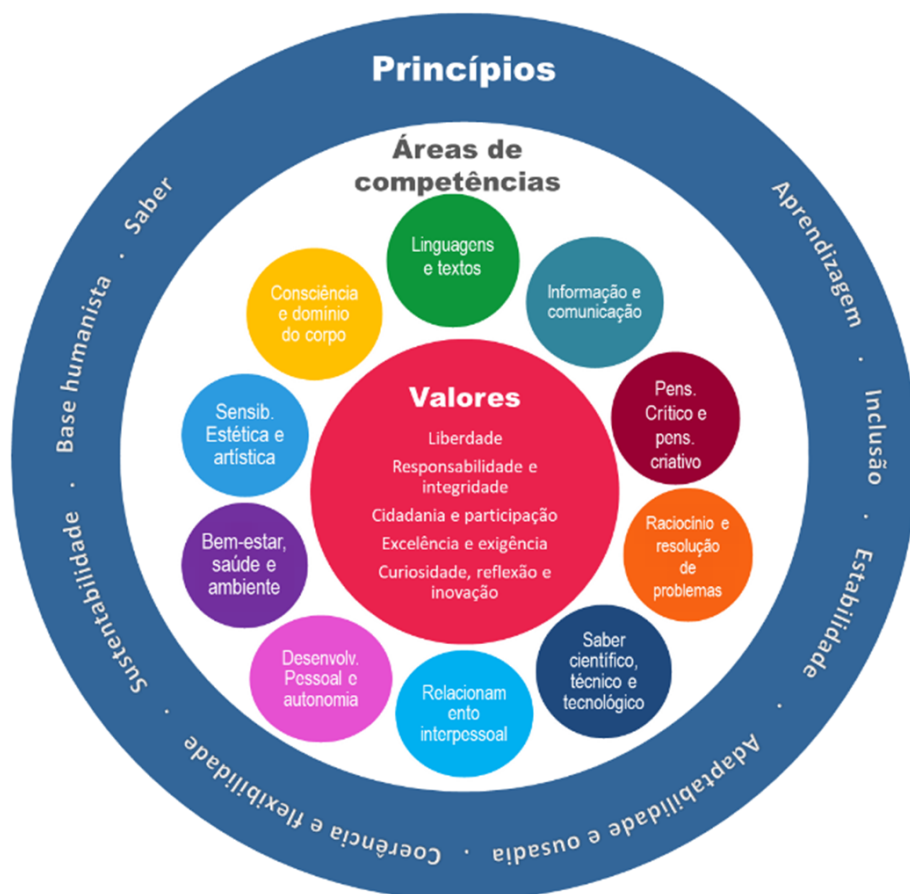 Princípios
Áreas de
competências
Linguagens
e textos
Informação e
comunicação
Pens.
Crítico e
pens.
criativo
Raciocínio e
resolução
de
problemas
Saber
científico,
técnico e
tecnológico
Relacionam
ento
interpessoal
Desenvolv.
Pessoal e
autonomia
Bem-estar,
saúde e
ambiente
Sensib.
Estética e
artística
Consciência
e domínio
do corpo
Valores
Liberdade
Responsabilidade e
integridade
Cidadania e participação
Excelência e exigência
Curiosidade, reflexão e
inovação
Aprendizagem . Inclusão . Estabilidade . Adaptabilidade e ousadia . Coerência e flexibilidade . Sustentabilidade . Base humanista . Saber